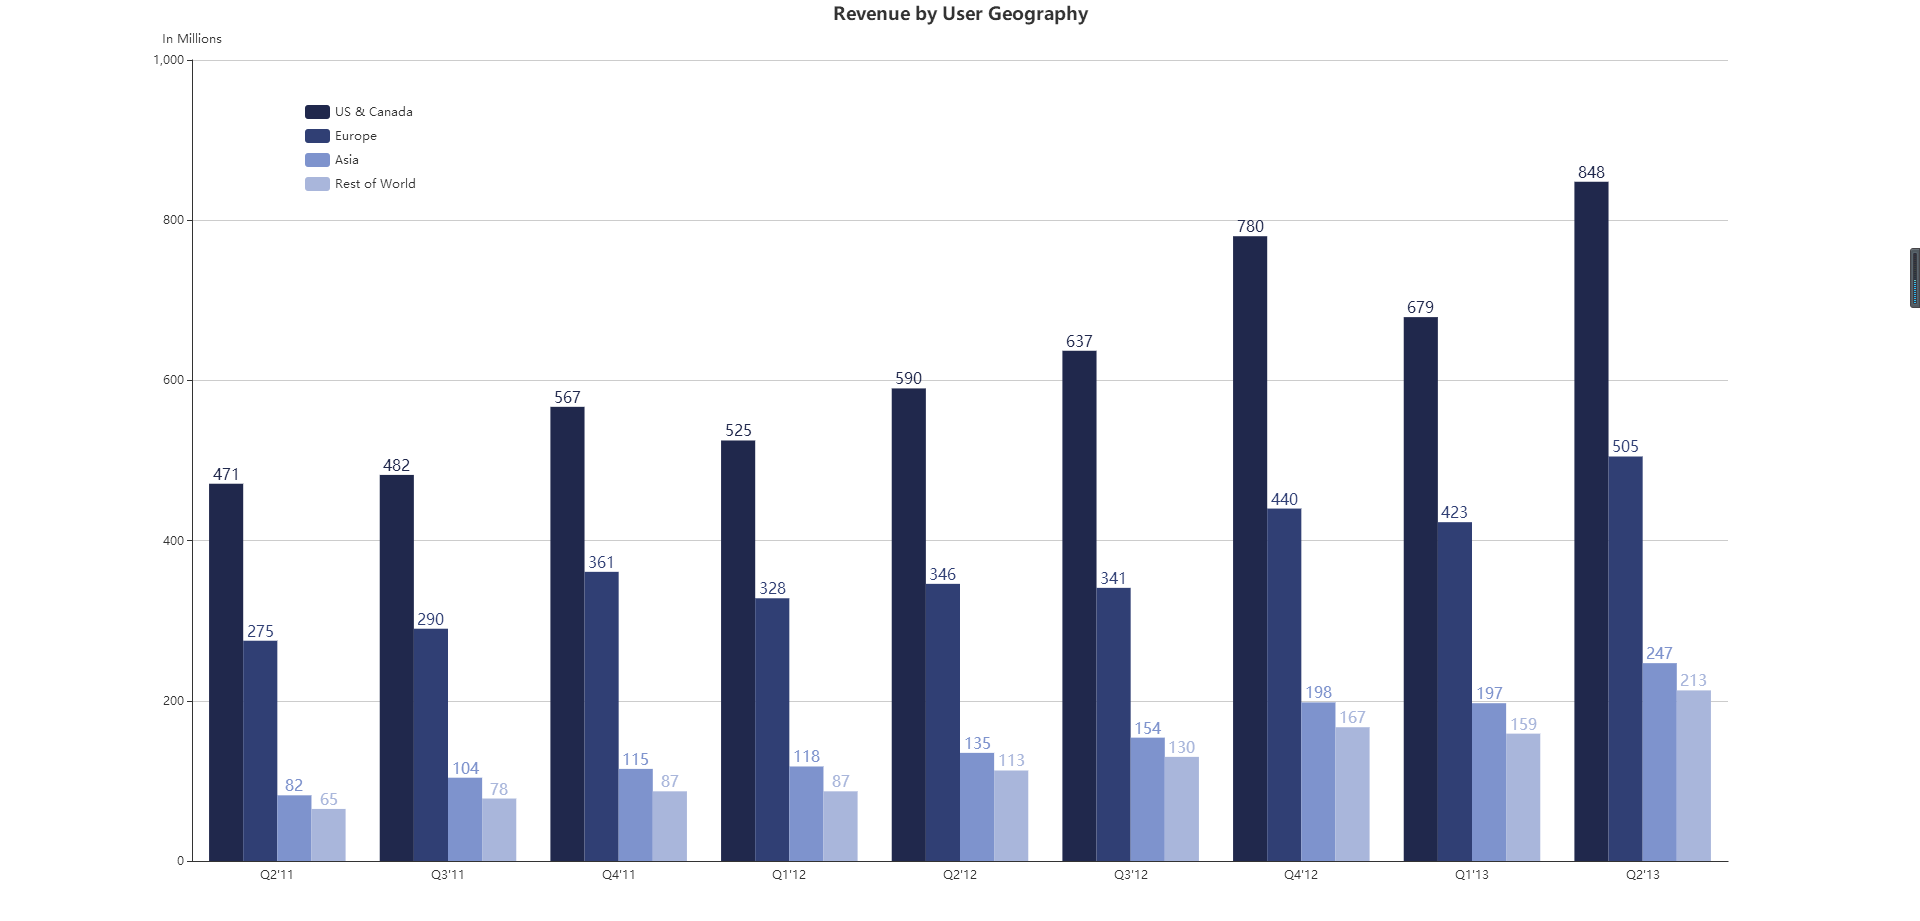 Revenue by User Geography
In Millions
1,000
800
600
400
200
0
US & Canada
Europe
Asia
Rest of World
471 275 82 65
482 290 104 78
567 361 115 87
525 328 118 87
590 346 135 113
637 341 154 130
780 440 198 167
679 423 197 159
848 505 247 213
Q2'11 Q3'11 Q4'11 Q1'12 Q2'12 Q3'12 Q4'12 Q1'13 Q2'13